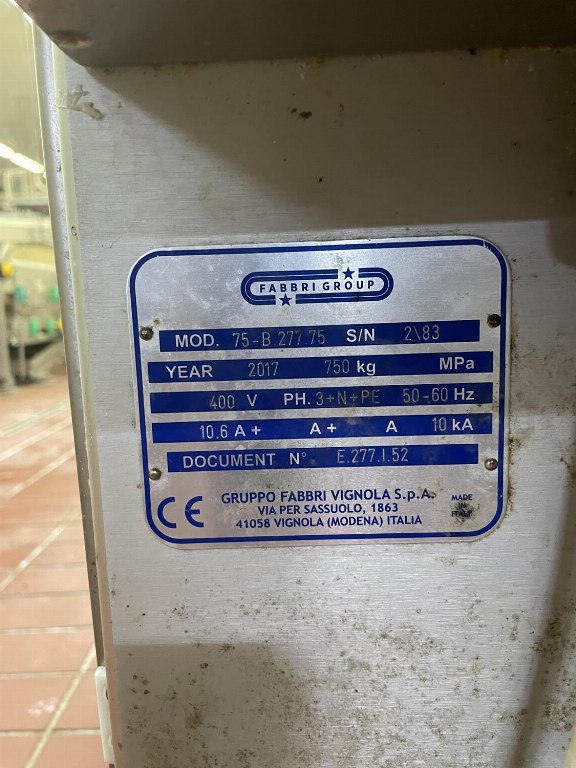 FABBRI GROUP
MOD. 75-B.277.75 S/N 2\83
YEAR 2017 750 kg MPa
400 V PH. 3+N+PE 50-60 Hz
10.6 A+ A+ A 10 kA
DOCUMENT N° E.277.I.52
CE GRUPPO FABBRI VIGNOLA S.p.A.
VIA PER SASSUOLO, 1863
41058 VIGNOLA (MODENA) ITALIA
MADE
IN
ITALY